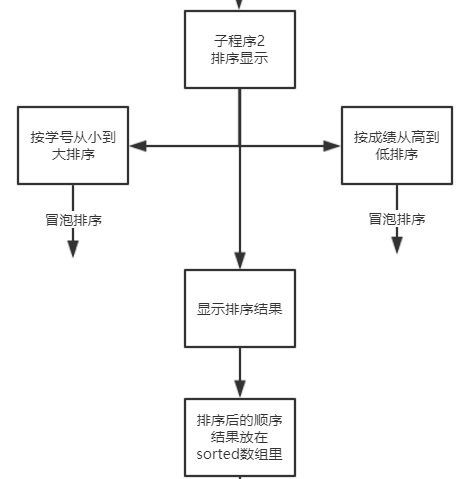 子程序2
排序显示
按学号从小到
大排序
按成绩从高到
低排序
冒泡排序
冒泡排序
显示排序结果
排序后的顺序
结果放在
sorted数组里